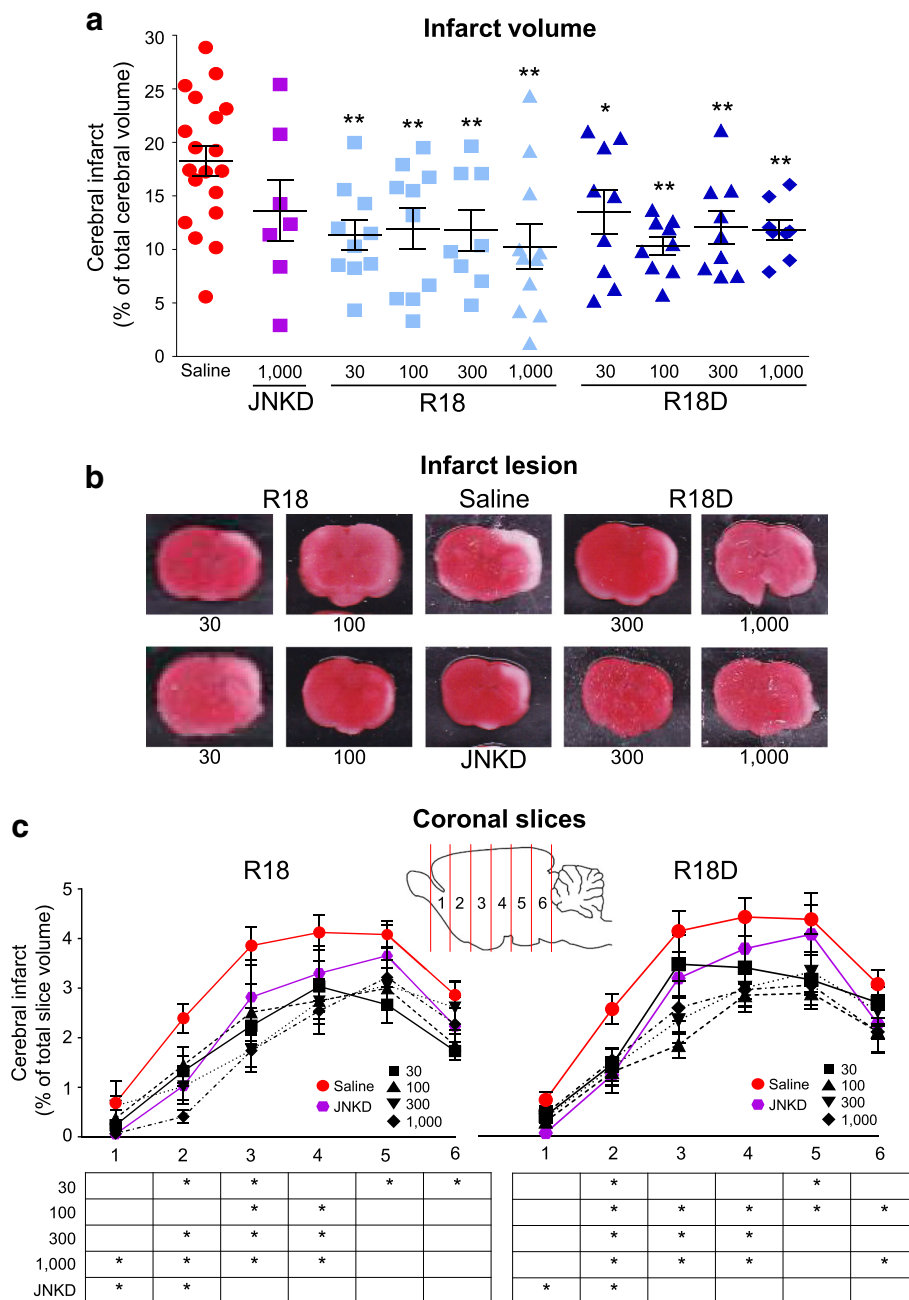 a
Infarct volume
Cerebral infarct
(% of total cerebral volume)
30
25
20
15
10
5
0
** ** ** ** * ** ** **
Saline 1,000 30 100 300 1,000 30 100 300 1,000
JNKD R18 R18D
b
Infarct lesion
R18 Saline R18D
30 100 300 1,000
30 100 JNKD 300 1,000
c
Coronal slices
R18 R18D
1 2 3 4 5 6
Cerebral infarct
(% of total slice volume)
5
4
3
2
1
0
Saline
JNKD
30
100
300
1,000
Saline
JNKD
30
100
300
1,000
1 2 3 4 5 6 1 2 3 4 5 6
30 * * * * * *
100 * * * * * * *
300 * * * * * *
1,000 * * * * * * * *
JNKD * * * *